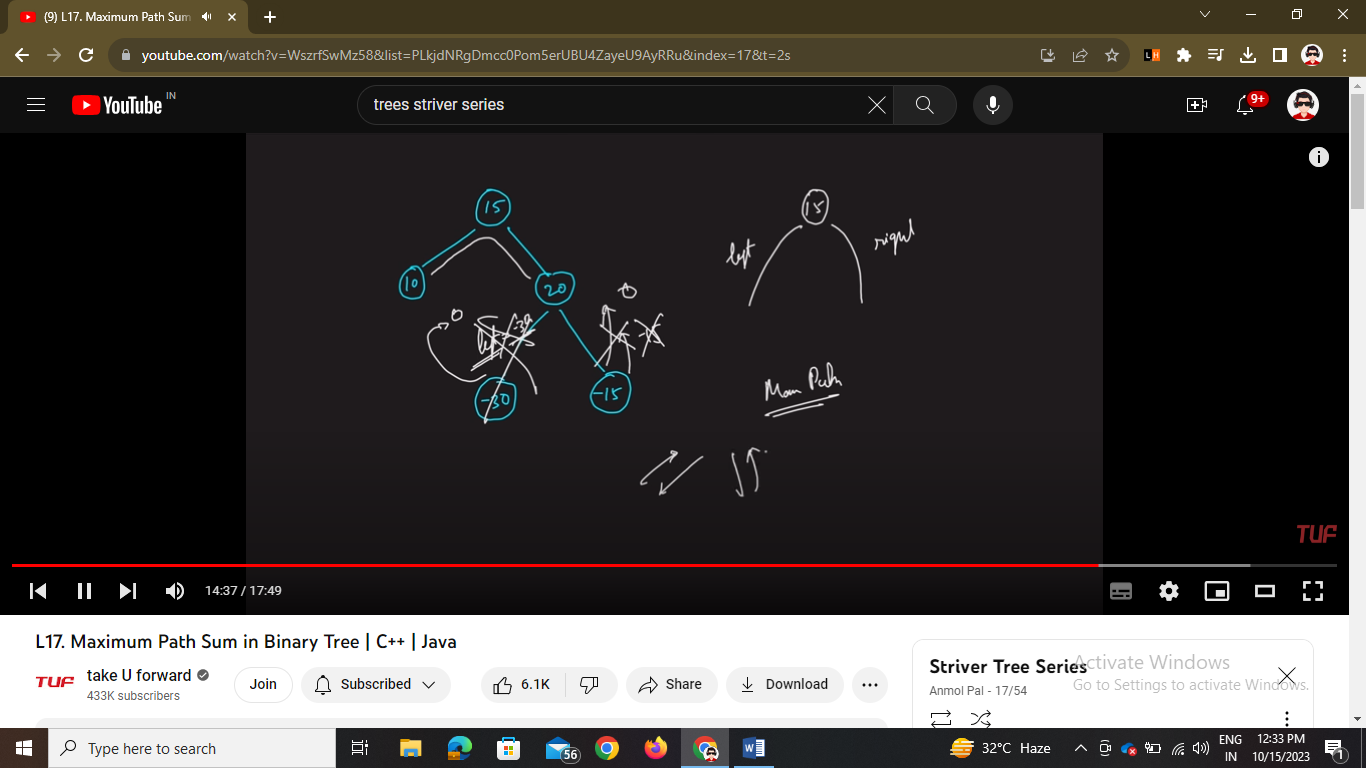 (9) L17. Maximum Path Sum
youtube.com/watch?v=WszrfSwMz58&list=PLkjdNRgDmcc0Pom5erUBU4ZayeU9AyRRu&index=17&t=2s
YouTube IN
trees striver series
9+
15
15
left
right
10
20
0
0
-30
-15
-30
-15
Max Path
TUF
14:37 / 17:49
L17. Maximum Path Sum in Binary Tree | C++ | Java
TUF
take U forward
433K subscribers
Join
Subscribed
6.1K
Share
Download
Striver Tree Series
Anmol Pal - 17/54
Activate Windows
Go to Settings to activate Windows.
Type here to search
56
32°C Haze
ENG
IN
12:33 PM
10/15/2023
1